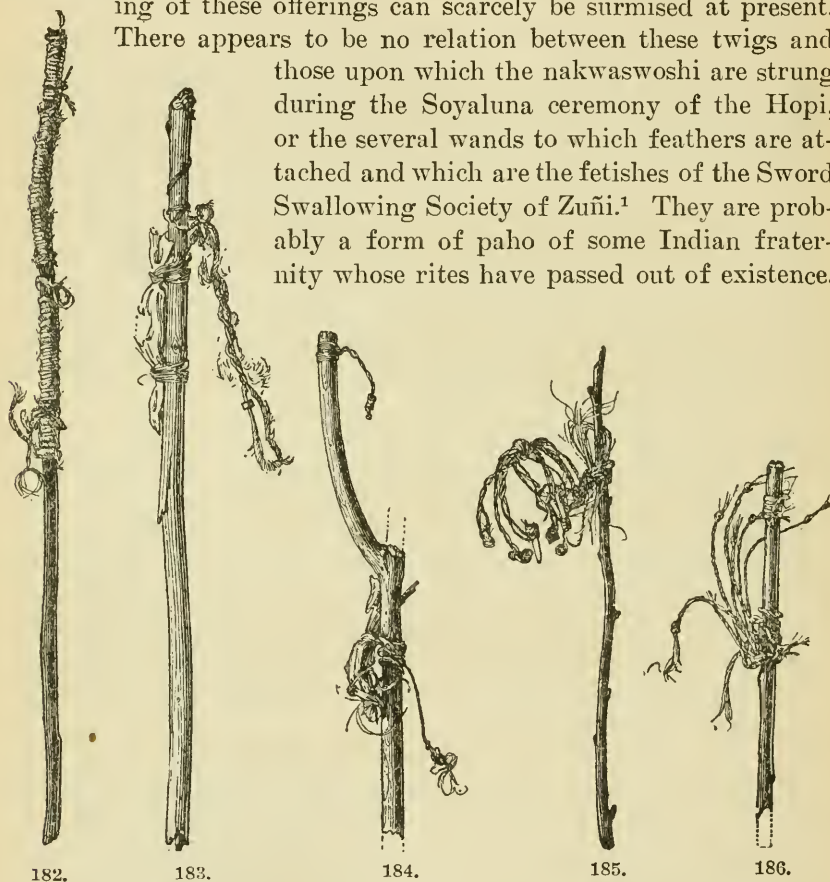 ing of these offerings can scarcely be surmised at present.
There appears to be no relation between these twigs and
those upon which the nakwaswoshi are strung
during the Soyaluna ceremony of the Hopi,
or the several wands to which feathers are at-
tached and which are the fetishes of the Sword
Swallowing Society of Zuñi.¹ They are prob-
ably a form of paho of some Indian frater-
nity whose rites have passed out of existence.
182. 183. 184. 185. 186.